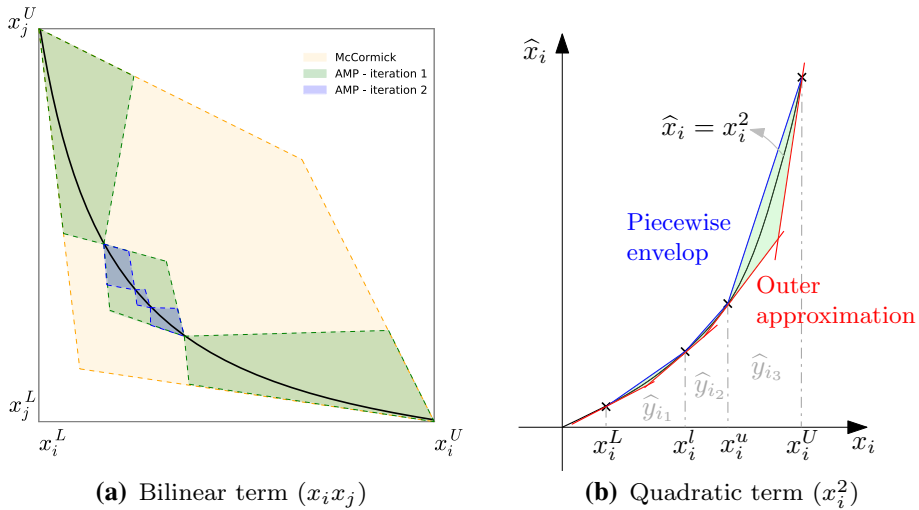 x_j^U
McCormick
AMP - iteration 1
AMP - iteration 2
x_j^L
x_i^L
x_i^U
(a) Bilinear term (x_i x_j)
x̂_i
x̂_i = x_i^2
Piecewise
envelop
Outer
approximation
ŷ_{i_1}
ŷ_{i_2}
ŷ_{i_3}
x_i^L
x_i^l
x_i^u
x_i^U
x_i
(b) Quadratic term (x_i^2)